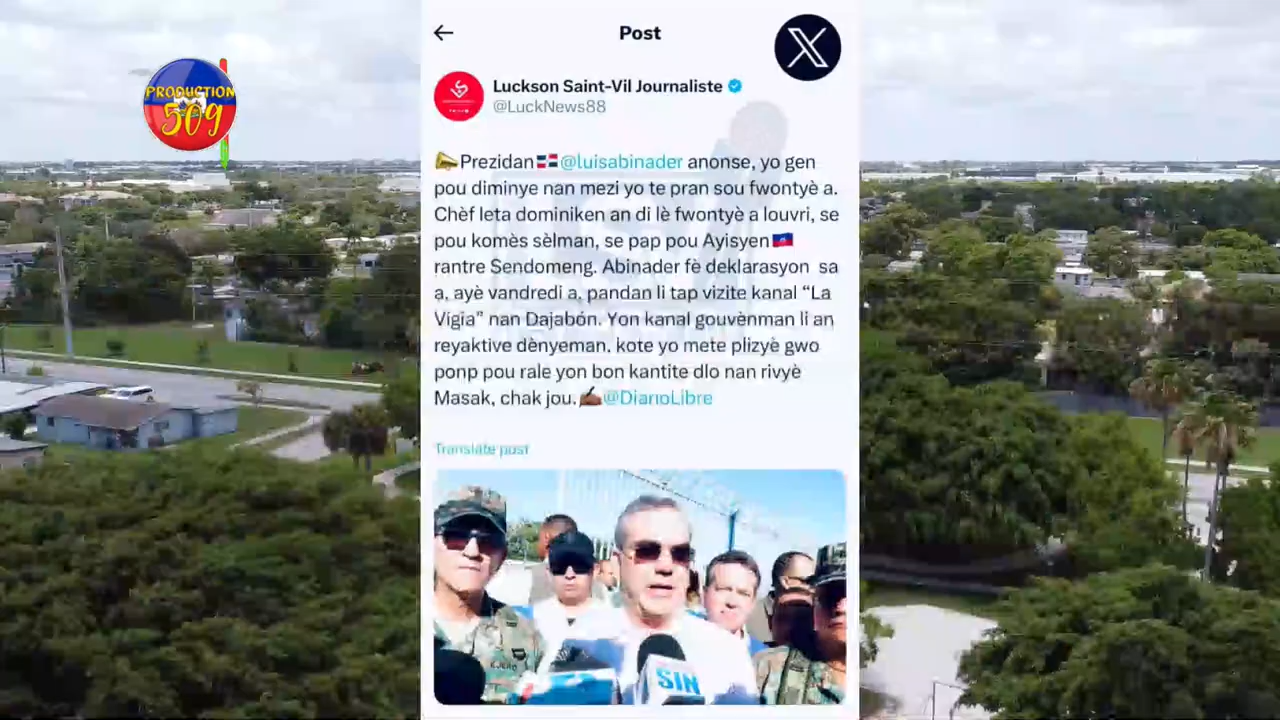 PRODUCTION
509
Post
X
Luckson Saint-Vil Journaliste
@LuckNews88
📣Prezidan🇩🇴@luisabinader anonse, yo gen
pou diminye nan mezi yo te pran sou fwontyè a.
Chèf leta dominiken an di lè fwontyè a louvri, se
pou komès sèlman, se pap pou Ayisyen🇭🇹
rantre Sendomeng. Abinader fè deklarasyon sa
a, ayè vandredi a, pandan li tap vizite kanal “La
Vigia” nan Dajabón. Yon kanal gouvènman li an
reyaktive dènyeman, kote yo mete plizyè gwo
ponp pou rale yon bon kantite dlo nan rivyè
Masak, chak jou.✍🏾@DiarioLibre
Translate post
SIN